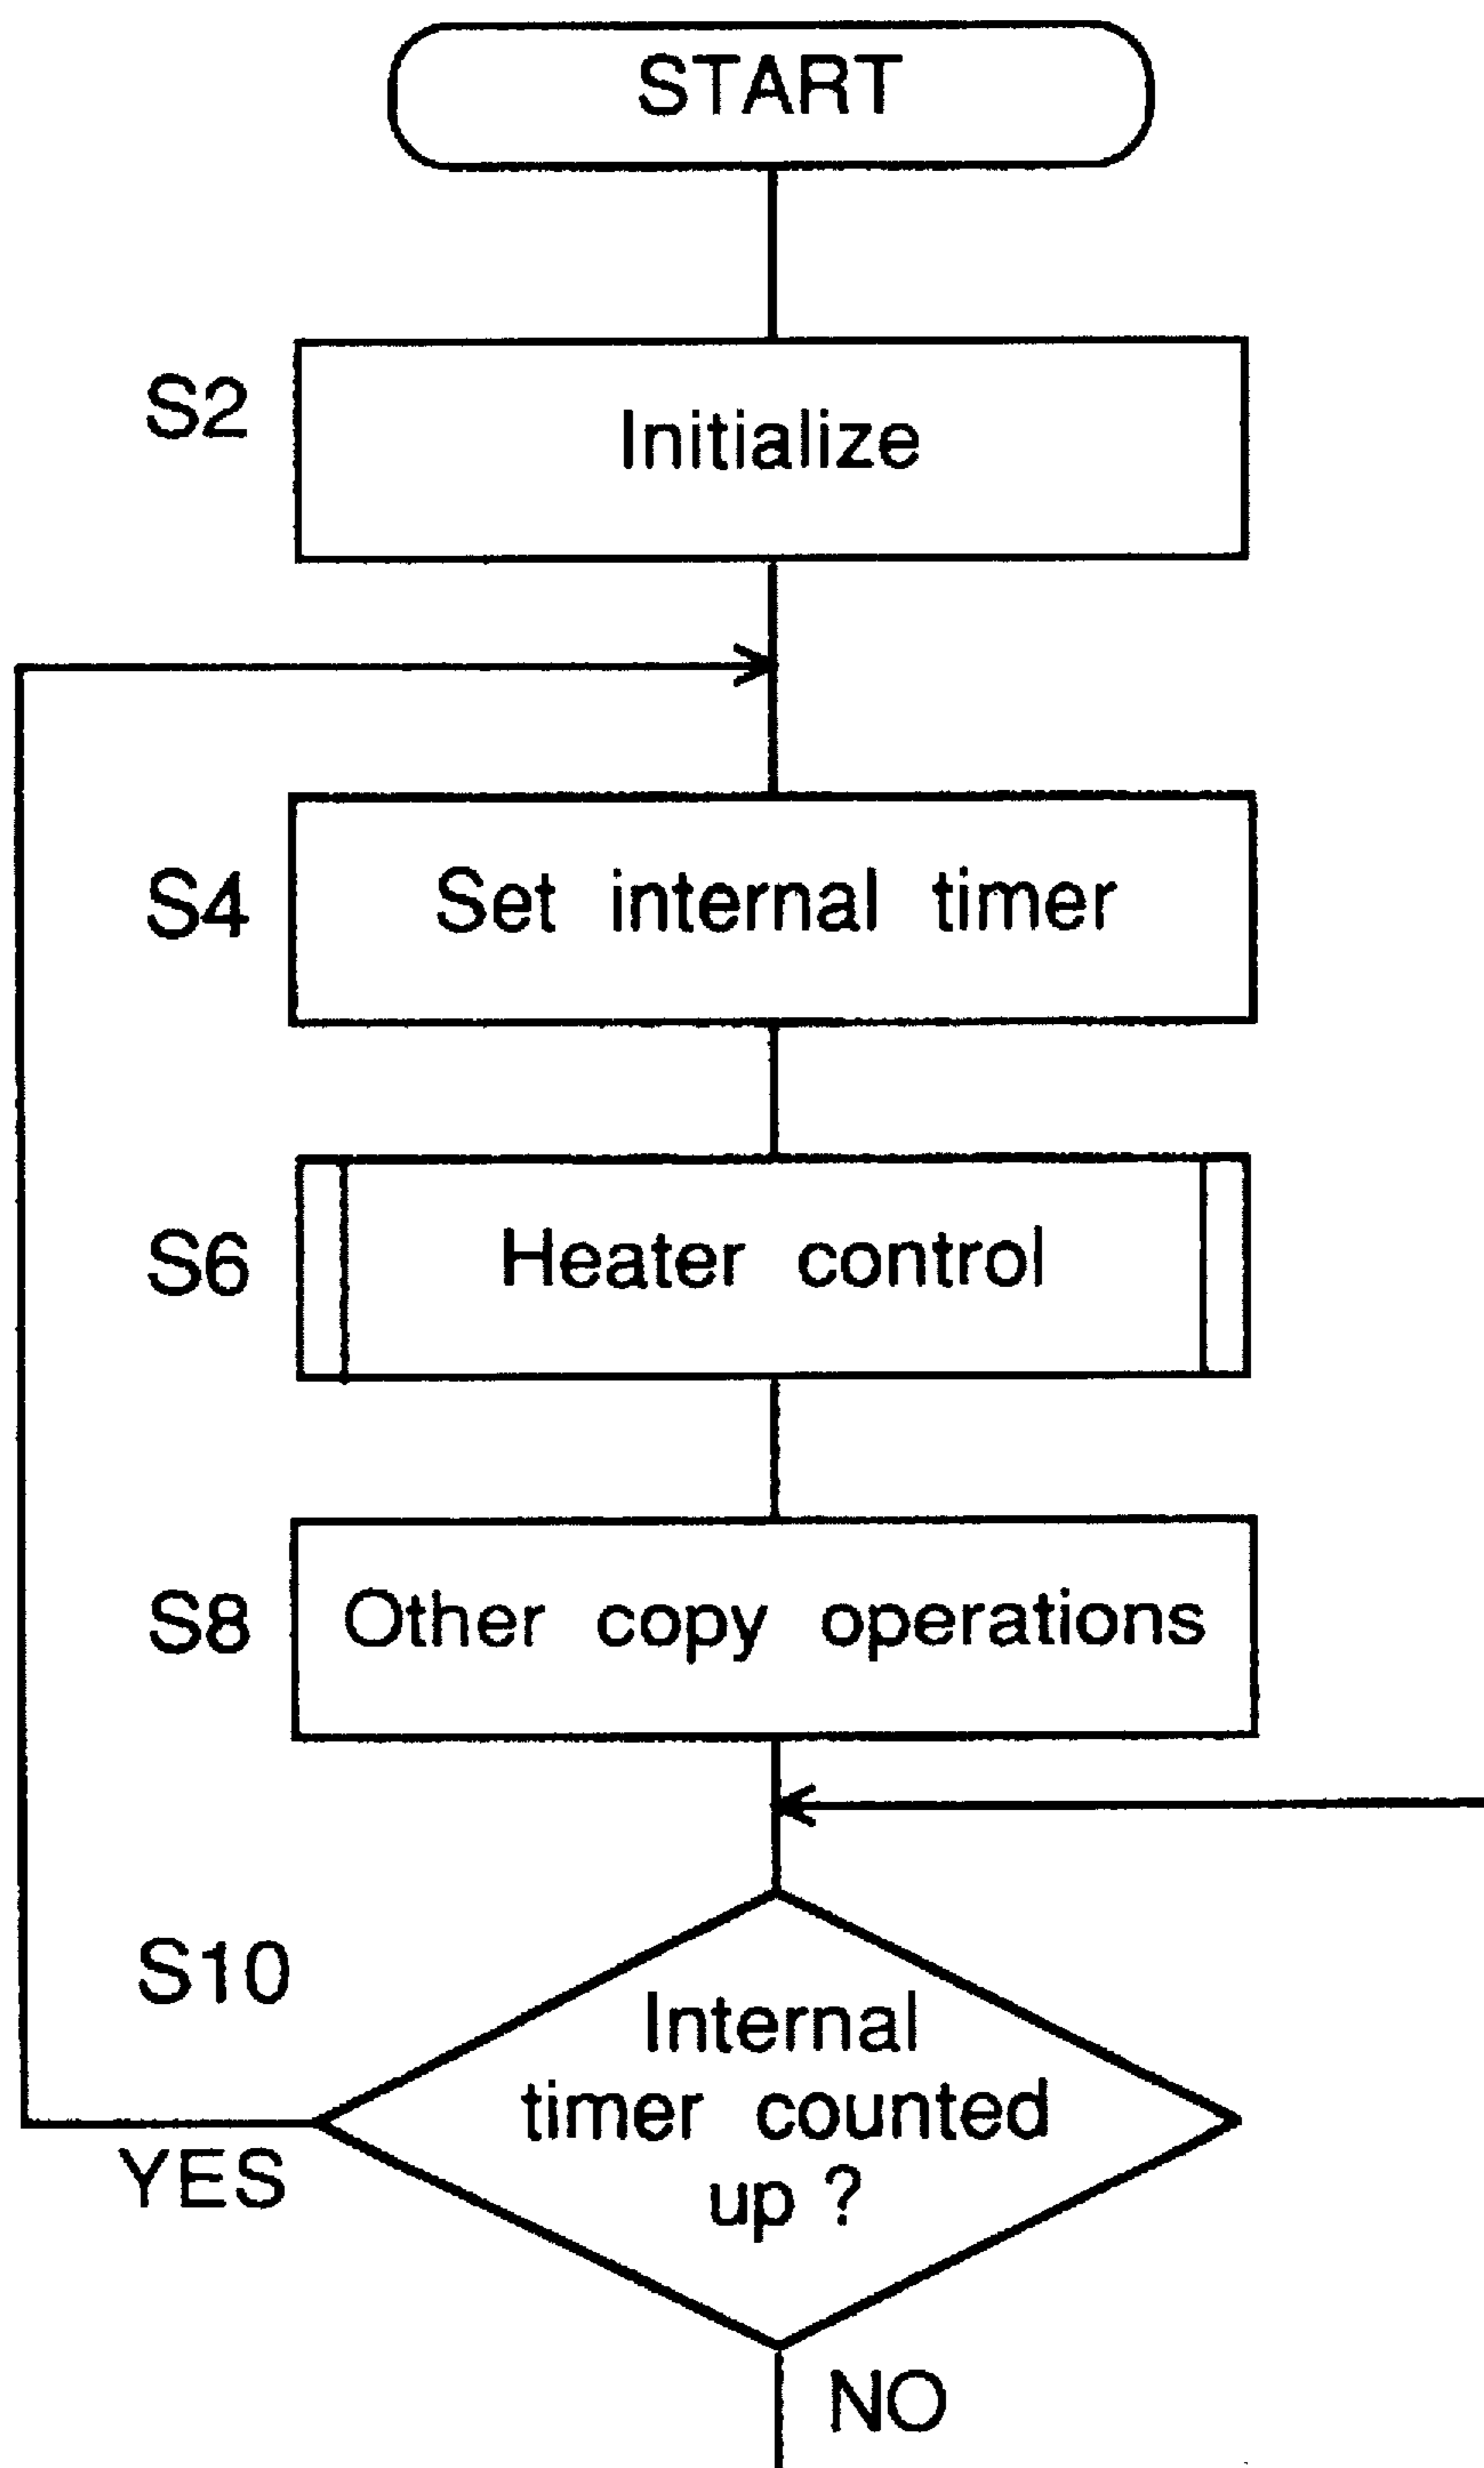 START
S2
Initialize
S4
Set internal timer
S6
Heater control
S8
Other copy operations
S10
Internal
timer counted
up ?
YES
NO